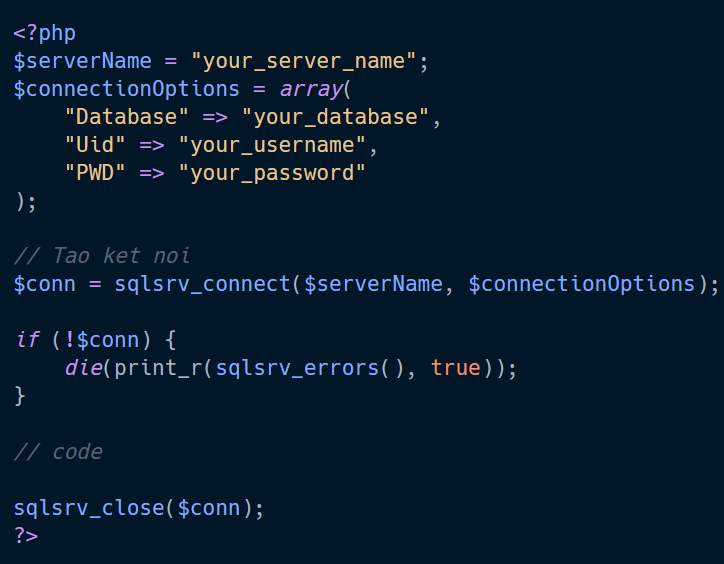 <?php
$serverName = "your_server_name";
$connectionOptions = array(
    "Database" => "your_database",
    "Uid" => "your_username",
    "PWD" => "your_password"
);

// Tao ket noi
$conn = sqlsrv_connect($serverName, $connectionOptions);

if (!$conn) {
    die(print_r(sqlsrv_errors(), true));
}

// code

sqlsrv_close($conn);
?>